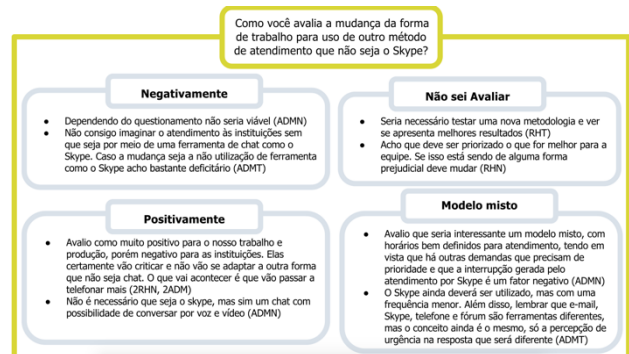 Como você avalia a mudança da forma
de trabalho para uso de outro método
de atendimento que não seja o Skype?
Negativamente
● Dependendo do questionamento não seria viável (ADMN)
● Não consigo imaginar o atendimento às instituições sem
que seja por meio de uma ferramenta de chat como o
Skype. Caso a mudança seja a não utilização de ferramenta
como o Skype acho bastante deficitário (ADMT)
Não sei Avaliar
● Seria necessário testar uma nova metodologia e ver
se apresenta melhores resultados (RHT)
● Acho que deve ser priorizado o que for melhor para a
equipe. Se isso está sendo de alguma forma
prejudicial deve mudar (RHN)
Positivamente
● Avalio como muito positivo para o nosso trabalho e
produção, porém negativo para as instituições. Elas
certamente vão criticar e não vão se adaptar a outra forma
que não seja chat. O que vai acontecer é que vão passar a
telefonar mais (2RHN, 2ADM)
● Não é necessário que seja o skype, mas sim um chat com
possibilidade de conversar por voz e vídeo (ADMN)
Modelo misto
● Avalio que seria interessante um modelo misto, com
horários bem definidos para atendimento, tendo em
vista que há outras demandas que precisam de
prioridade e que a interrupção gerada pelo
atendimento por Skype é um fator negativo (ADMN)
● O Skype ainda deverá ser utilizado, mas com uma
frequência menor. Além disso, lembrar que e-mail,
Skype, telefone e fórum são ferramentas diferentes,
mas o conceito ainda é o mesmo, só a percepção de
urgência na resposta que será diferente (ADMT)